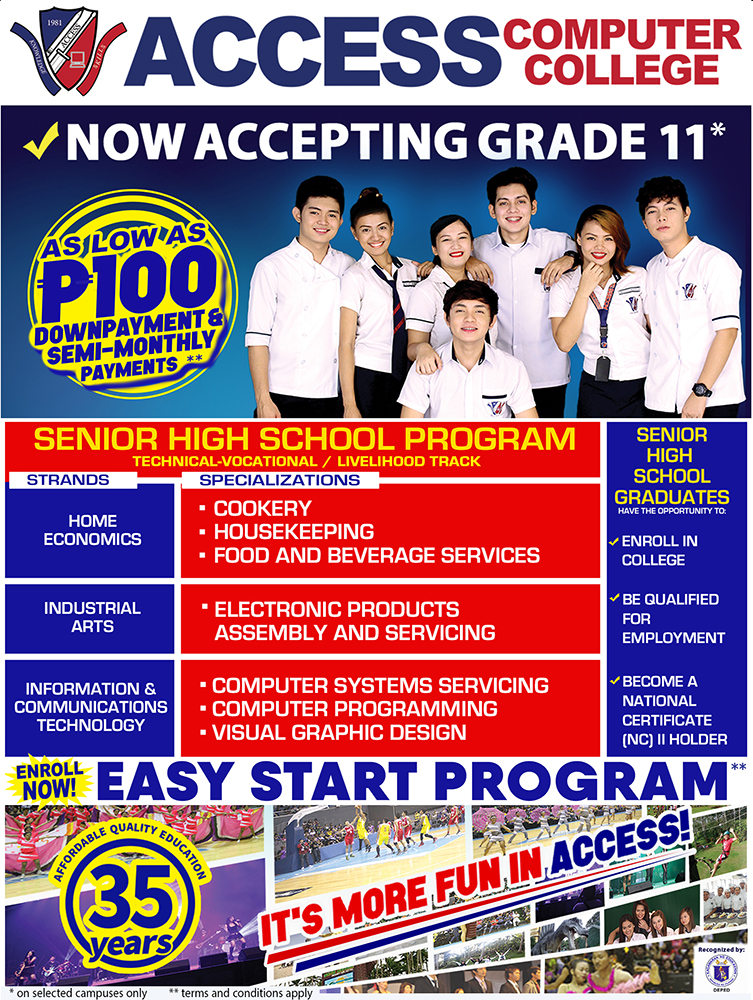 1981
ACCESS
KNOWLEDGE
SKILLS
ACCESS
COMPUTER
COLLEGE
NOW ACCEPTING GRADE 11*
AS LOW AS
₱100
DOWNPAYMENT &
SEMI-MONTHLY
PAYMENTS **
SENIOR HIGH SCHOOL PROGRAM
TECHNICAL-VOCATIONAL / LIVELIHOOD TRACK
STRANDS
SPECIALIZATIONS
HOME
ECONOMICS
▪ COOKERY
▪ HOUSEKEEPING
▪ FOOD AND BEVERAGE SERVICES
INDUSTRIAL
ARTS
▪ ELECTRONIC PRODUCTS
ASSEMBLY AND SERVICING
INFORMATION &
COMMUNICATIONS
TECHNOLOGY
▪ COMPUTER SYSTEMS SERVICING
▪ COMPUTER PROGRAMMING
▪ VISUAL GRAPHIC DESIGN
SENIOR
HIGH
SCHOOL
GRADUATES
HAVE THE OPPORTUNITY TO:
✓ ENROLL IN
COLLEGE
✓ BE QUALIFIED
FOR
EMPLOYMENT
✓ BECOME A
NATIONAL
CERTIFICATE
(NC) II HOLDER
ENROLL
NOW!
EASY START PROGRAM**
AFFORDABLE QUALITY EDUCATION
35
years
IT'S MORE FUN IN ACCESS!
Recognized by:
DEPED
* on selected campuses only
** terms and conditions apply